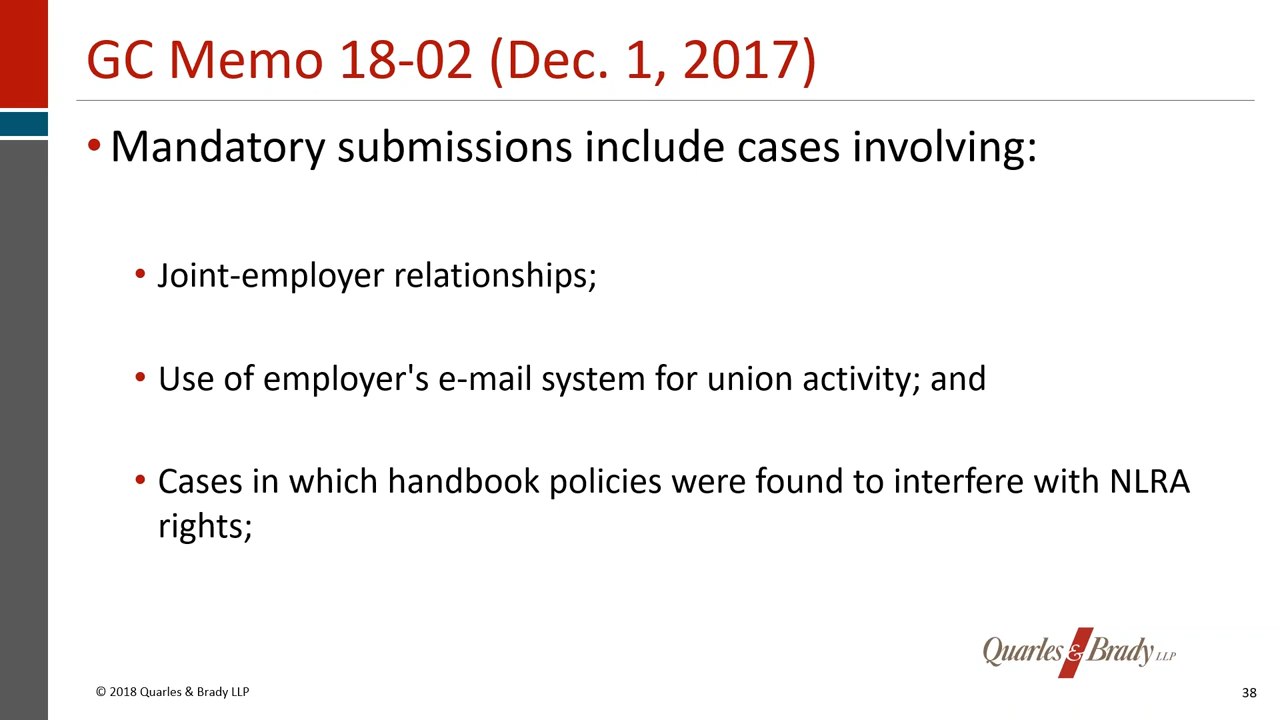 GC Memo 18-02 (Dec. 1, 2017)
• Mandatory submissions include cases involving:
• Joint-employer relationships;
• Use of employer's e-mail system for union activity; and
• Cases in which handbook policies were found to interfere with NLRA
rights;
Quarles & Brady LLP
© 2018 Quarles & Brady LLP
38